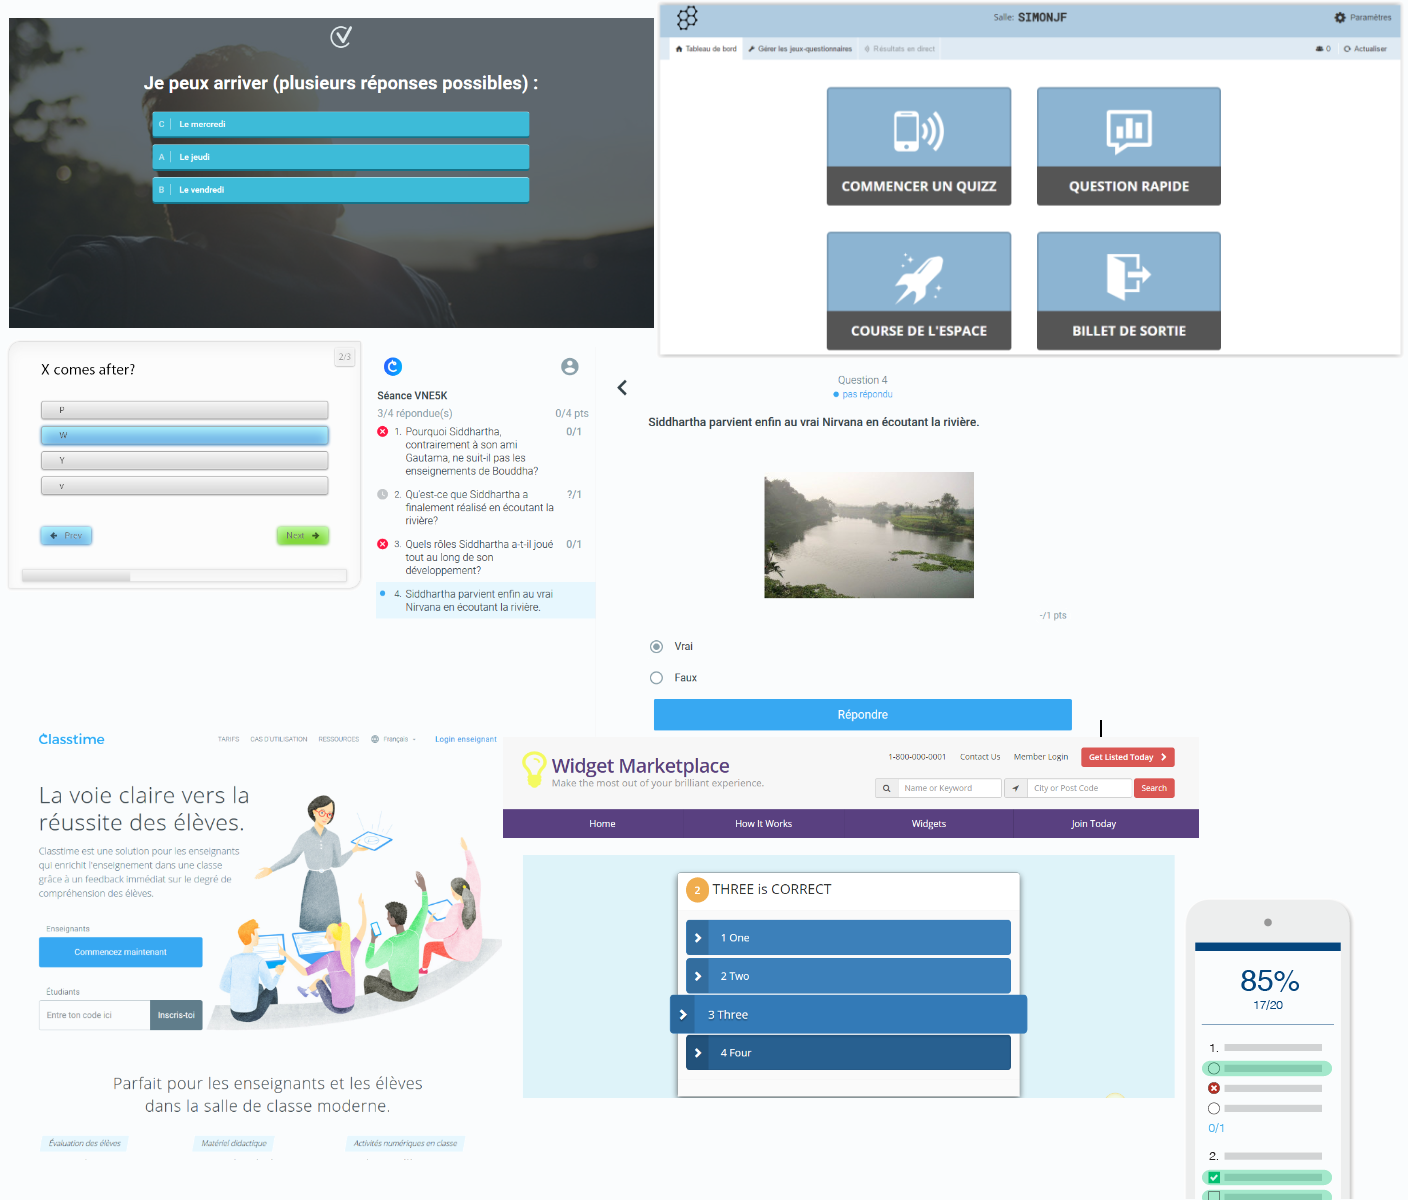 Je peux arriver (plusieurs réponses possibles) :
C Le mercredi
A Le jeudi
B Le vendredi
Salle: SIMONJF
Paramètres
Tableau de bord
Gérer les jeux-questionnaires
Résultats en direct
0
Actualiser
COMMENCER UN QUIZZ
QUESTION RAPIDE
COURSE DE L'ESPACE
BILLET DE SORTIE
X comes after?
2/3
P
W
Y
v
Prev
Next
Séance VNE5K
3/4 répondue(s) 0/4 pts
1. Pourquoi Siddhartha, 0/1
contrairement à son ami
Gautama, ne suit-il pas les
enseignements de Bouddha?
2. Qu'est-ce que Siddhartha a ?/1
finalement réalisé en écoutant la
rivière?
3. Quels rôles Siddhartha a-t-il joué 0/1
tout au long de son
développement?
4. Siddhartha parvient enfin au vrai
Nirvana en écoutant la rivière.
Question 4
pas répondu
Siddhartha parvient enfin au vrai Nirvana en écoutant la rivière.
-/1 pts
Vrai
Faux
Répondre
Classtime
TARIFS CAS D'UTILISATION RESSOURCES Français Login enseignant
La voie claire vers la
réussite des élèves.
Classtime est une solution pour les enseignants
qui enrichit l'enseignement dans une classe
grâce à un feedback immédiat sur le degré de
compréhension des élèves.
Enseignants
Commencez maintenant
Étudiants
Entre ton code ici Inscris-toi
Parfait pour les enseignants et les élèves
dans la salle de classe moderne.
Évaluation des élèves
Matériel didactique
Activités numériques en classe
Widget Marketplace
Make the most out of your brilliant experience.
1-800-000-0001 Contact Us Member Login Get Listed Today
Name or Keyword City or Post Code Search
Home How It Works Widgets Join Today
2 THREE is CORRECT
1 One
2 Two
3 Three
4 Four
85%
17/20
1.
0/1
2.